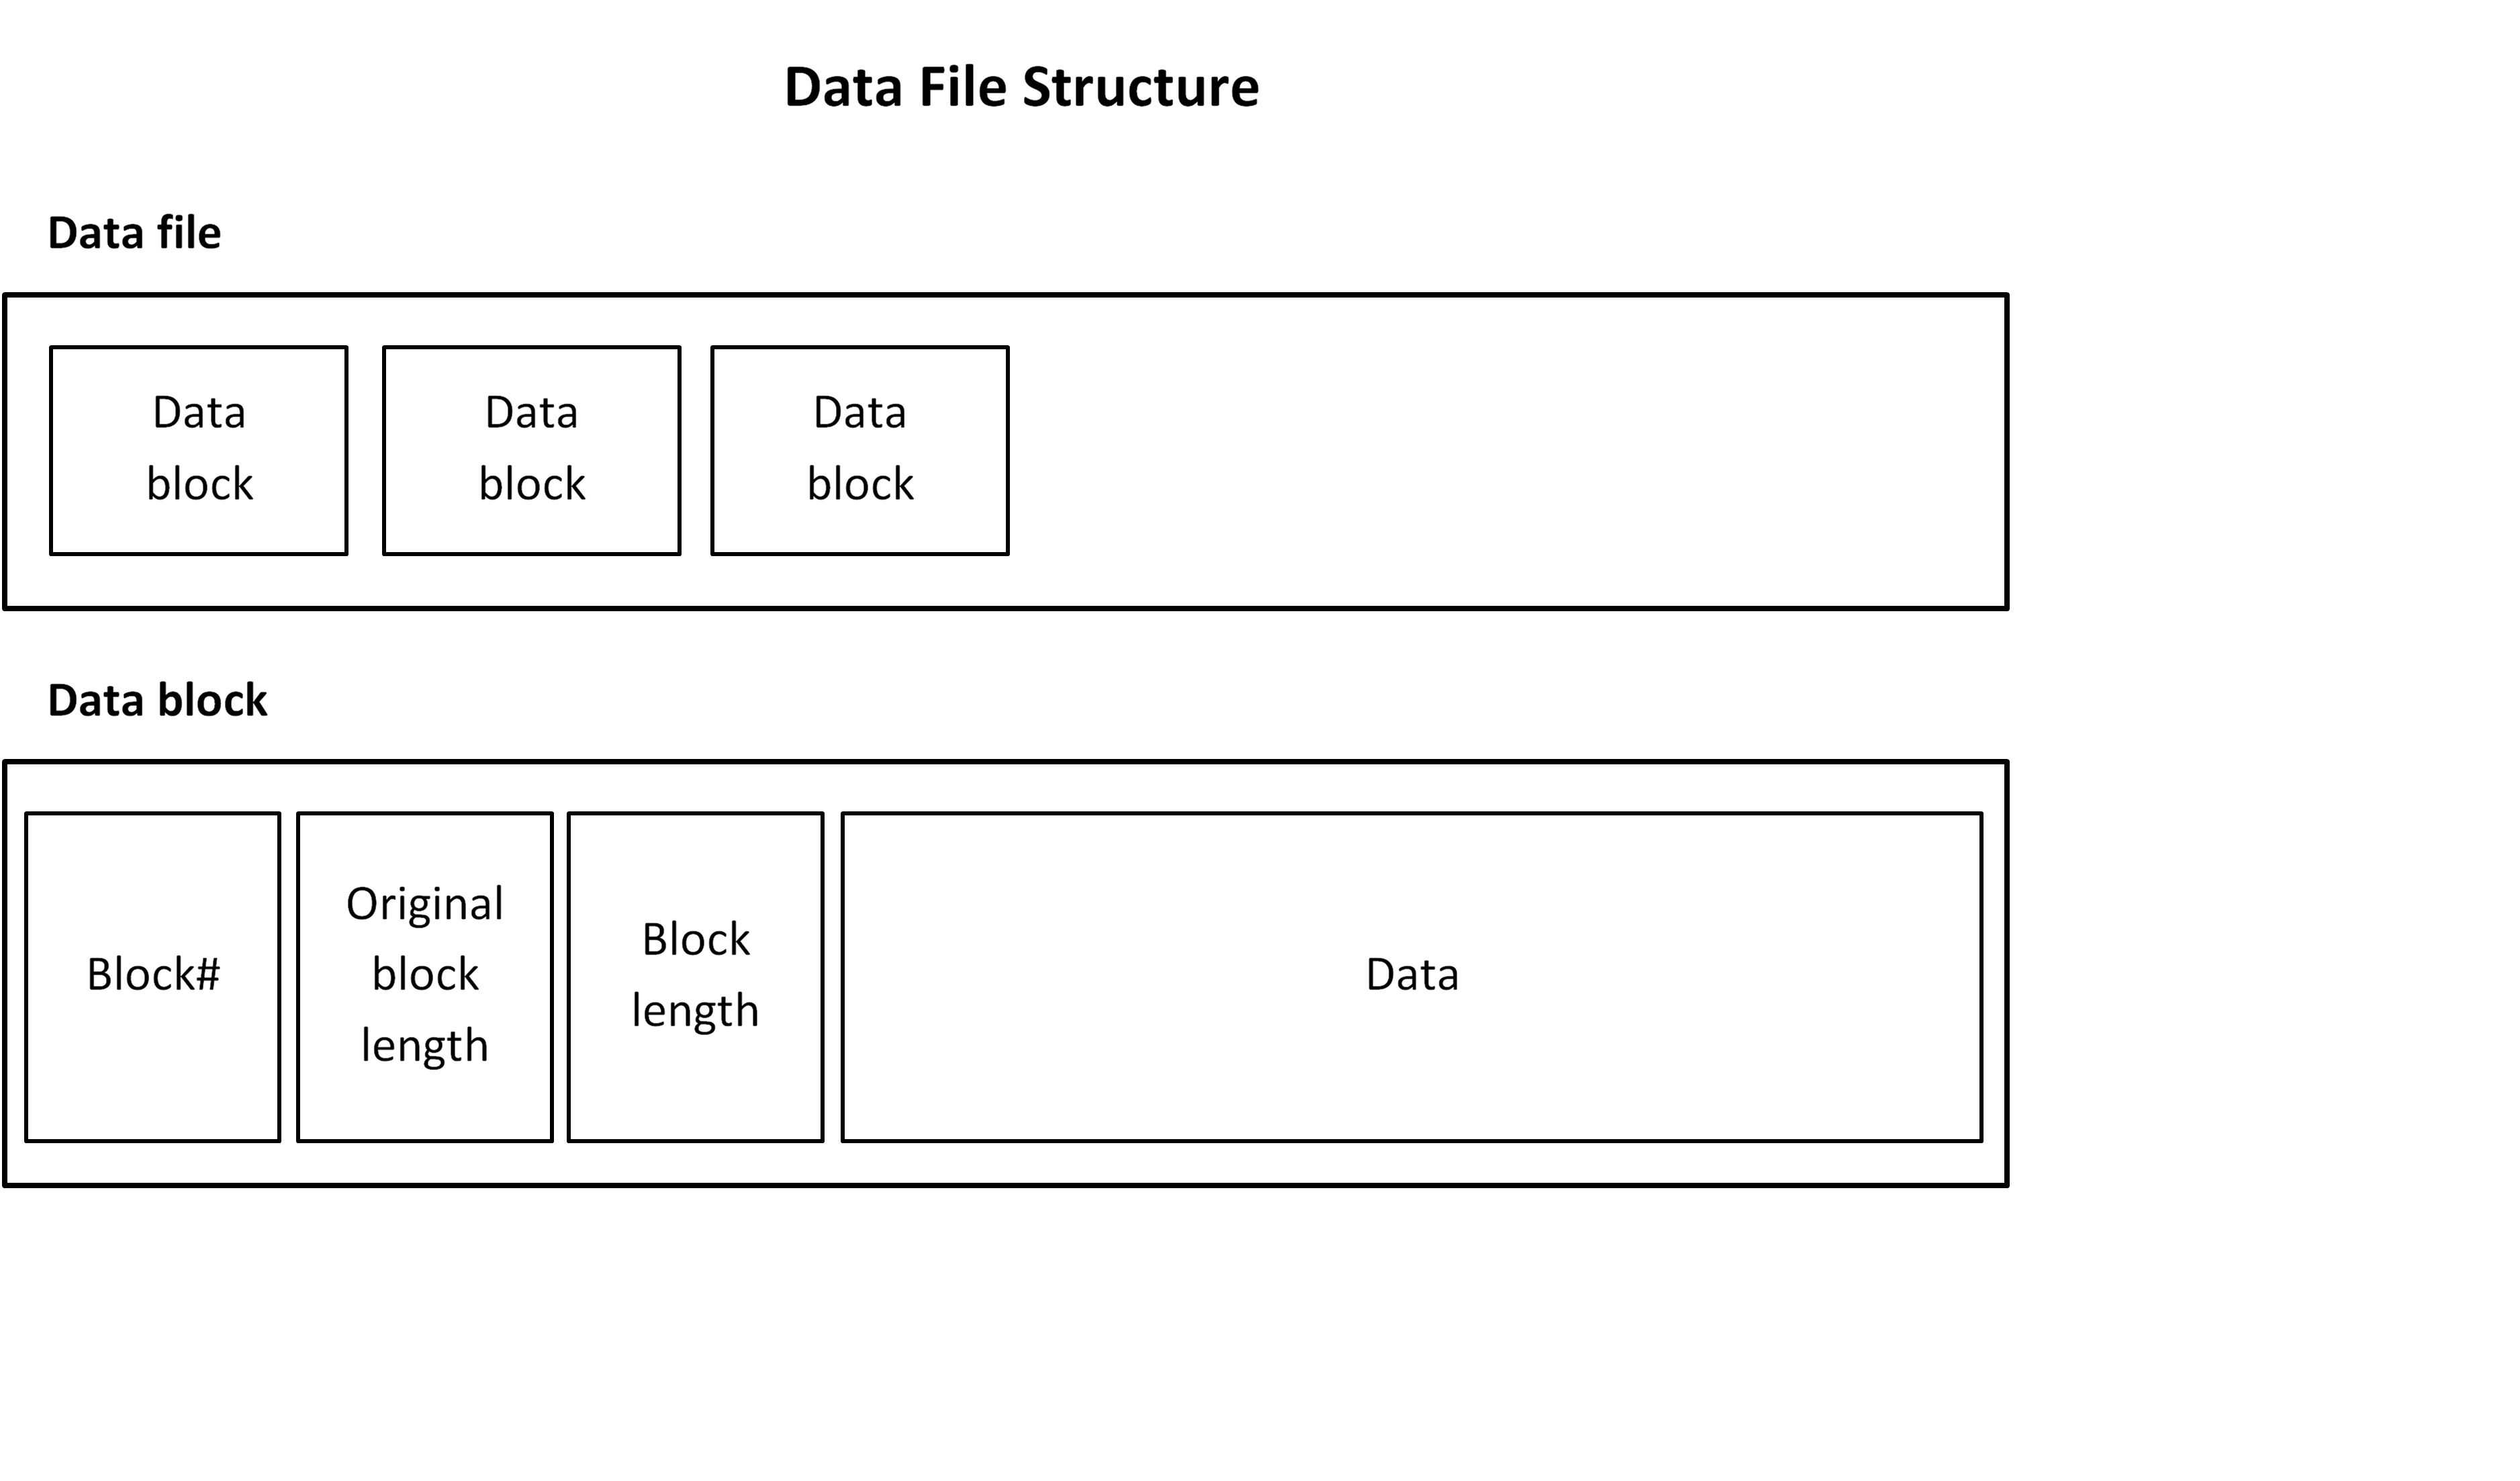 Data File Structure
Data file
Data
block
Data
block
Data
block
Data block
Block#
Original
block
length
Block
length
Data